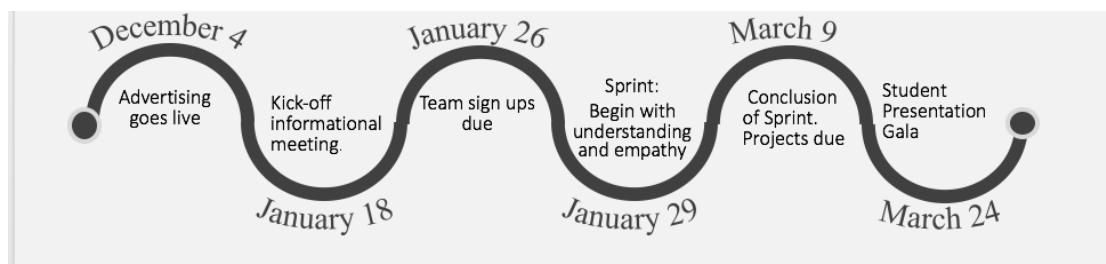 December 4
Advertising
goes live
Kick-off
informational
meeting.
January 18
January 26
Team sign ups
due
Sprint:
Begin with
understanding
and empathy
January 29
March 9
Conclusion
of Sprint.
Projects due
Student
Presentation
Gala
March 24